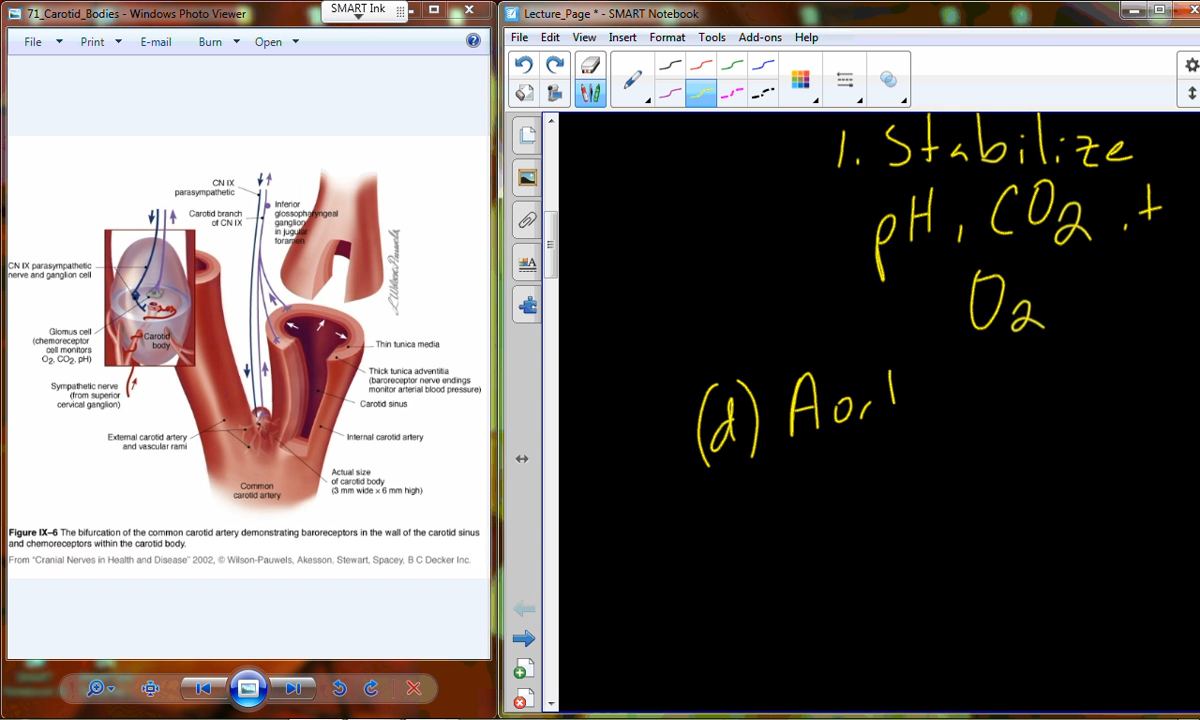 71_Carotid_Bodies - Windows Photo Viewer
SMART Ink
File Print E-mail Burn Open
CN IX
parasympathetic
Carotid branch
of CN IX
Inferior
glossopharyngeal
ganglion
in jugular
foramen
CN IX parasympathetic
nerve and ganglion cell
Glomus cell
(chemoreceptor
cell monitors
O2, CO2, pH)
Carotid
body
Sympathetic nerve
(from superior
cervical ganglion)
External carotid artery
and vascular rami
Common
carotid artery
L. Wilson-Pauwels
Thin tunica media
Thick tunica adventitia
(baroreceptor nerve endings
monitor arterial blood pressure)
Carotid sinus
Internal carotid artery
Actual size
of carotid body
(3 mm wide × 6 mm high)
Figure IX–6 The bifurcation of the common carotid artery demonstrating baroreceptors in the wall of the carotid sinus
and chemoreceptors within the carotid body.
From "Cranial Nerves in Health and Disease" 2002, © Wilson-Pauwels, Akesson, Stewart, Spacey, B C Decker Inc.
Lecture_Page * - SMART Notebook
File Edit View Insert Format Tools Add-ons Help
1. Stabilize
pH, CO2, +
O2
(d) Aor